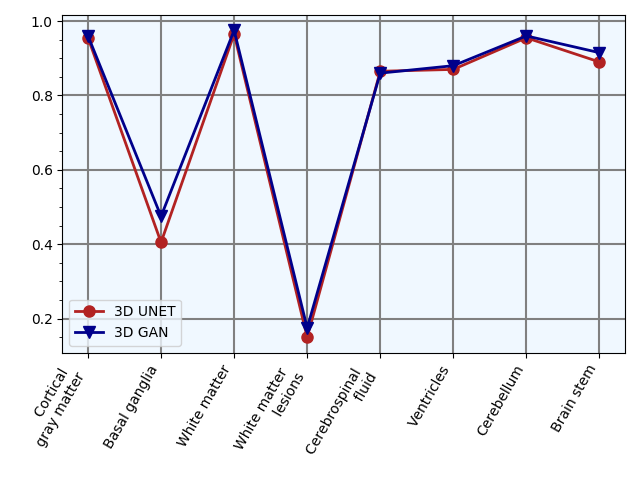 1.0
0.8
0.6
0.4
0.2
3D UNET
3D GAN
Cortical
gray matter
Basal ganglia
White matter
White matter
lesions
Cerebrospinal
fluid
Ventricles
Cerebellum
Brain stem